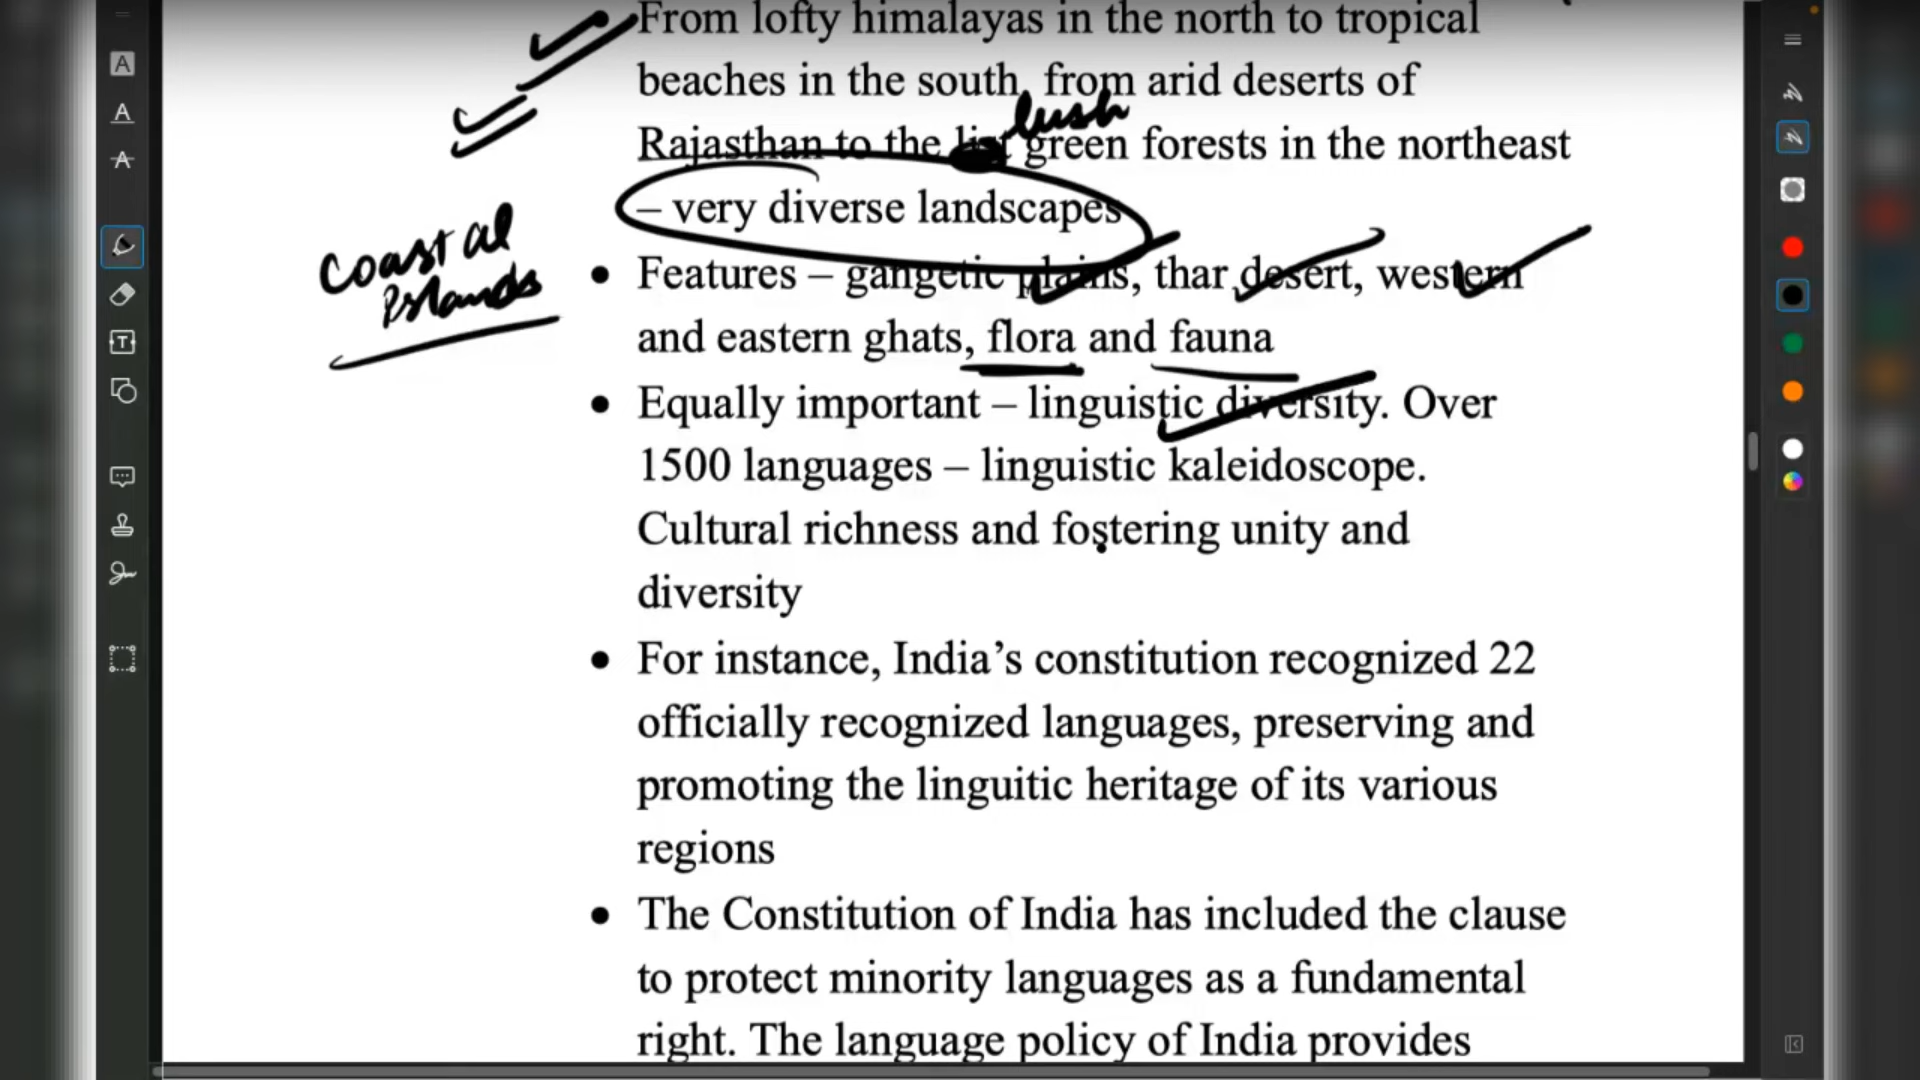 From lofty himalayas in the north to tropical
beaches in the south, from arid deserts of
lush
Rajasthan to the list green forests in the northeast
– very diverse landscapes
Coastal
Islands
• Features – gangetic plains, thar desert, western
and eastern ghats, flora and fauna
• Equally important – linguistic diversity. Over
1500 languages – linguistic kaleidoscope.
Cultural richness and fostering unity and
diversity
• For instance, India’s constitution recognized 22
officially recognized languages, preserving and
promoting the linguitic heritage of its various
regions
• The Constitution of India has included the clause
to protect minority languages as a fundamental
right. The language policy of India provides